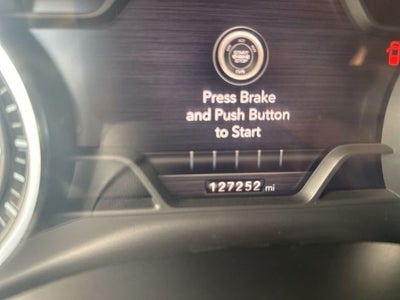 Press Brake
and Push Button
to Start
127252 mi